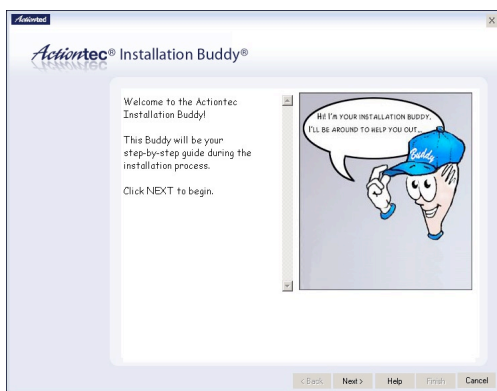 Actiontec
Actiontec® Installation Buddy®
Welcome to the Actiontec
Installation Buddy!
This Buddy will be your
step-by-step guide during the
installation process.
Click NEXT to begin.
HI! I'M YOUR INSTALLATION BUDDY.
I'LL BE AROUND TO HELP YOU OUT...
Buddy
< Back Next > Help Finish Cancel